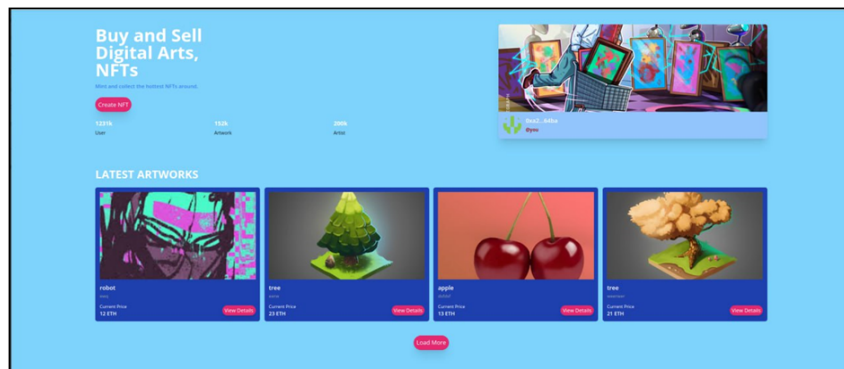 Buy and Sell
Digital Arts,
NFTs
Mint and collect the hottest NFTs around.
Create NFT
1231k
User
152k
Artwork
200k
Artist
@you
LATEST ARTWORKS
robot
Current Price
12 ETH
View Details
tree
Current Price
23 ETH
View Details
apple
Current Price
13 ETH
View Details
tree
Current Price
21 ETH
View Details
Load More